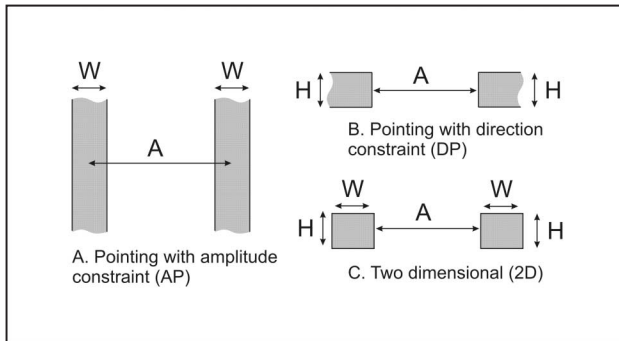 W
W
A
A. Pointing with amplitude
constraint (AP)
H
A
H
B. Pointing with direction
constraint (DP)
W
W
H
A
H
C. Two dimensional (2D)